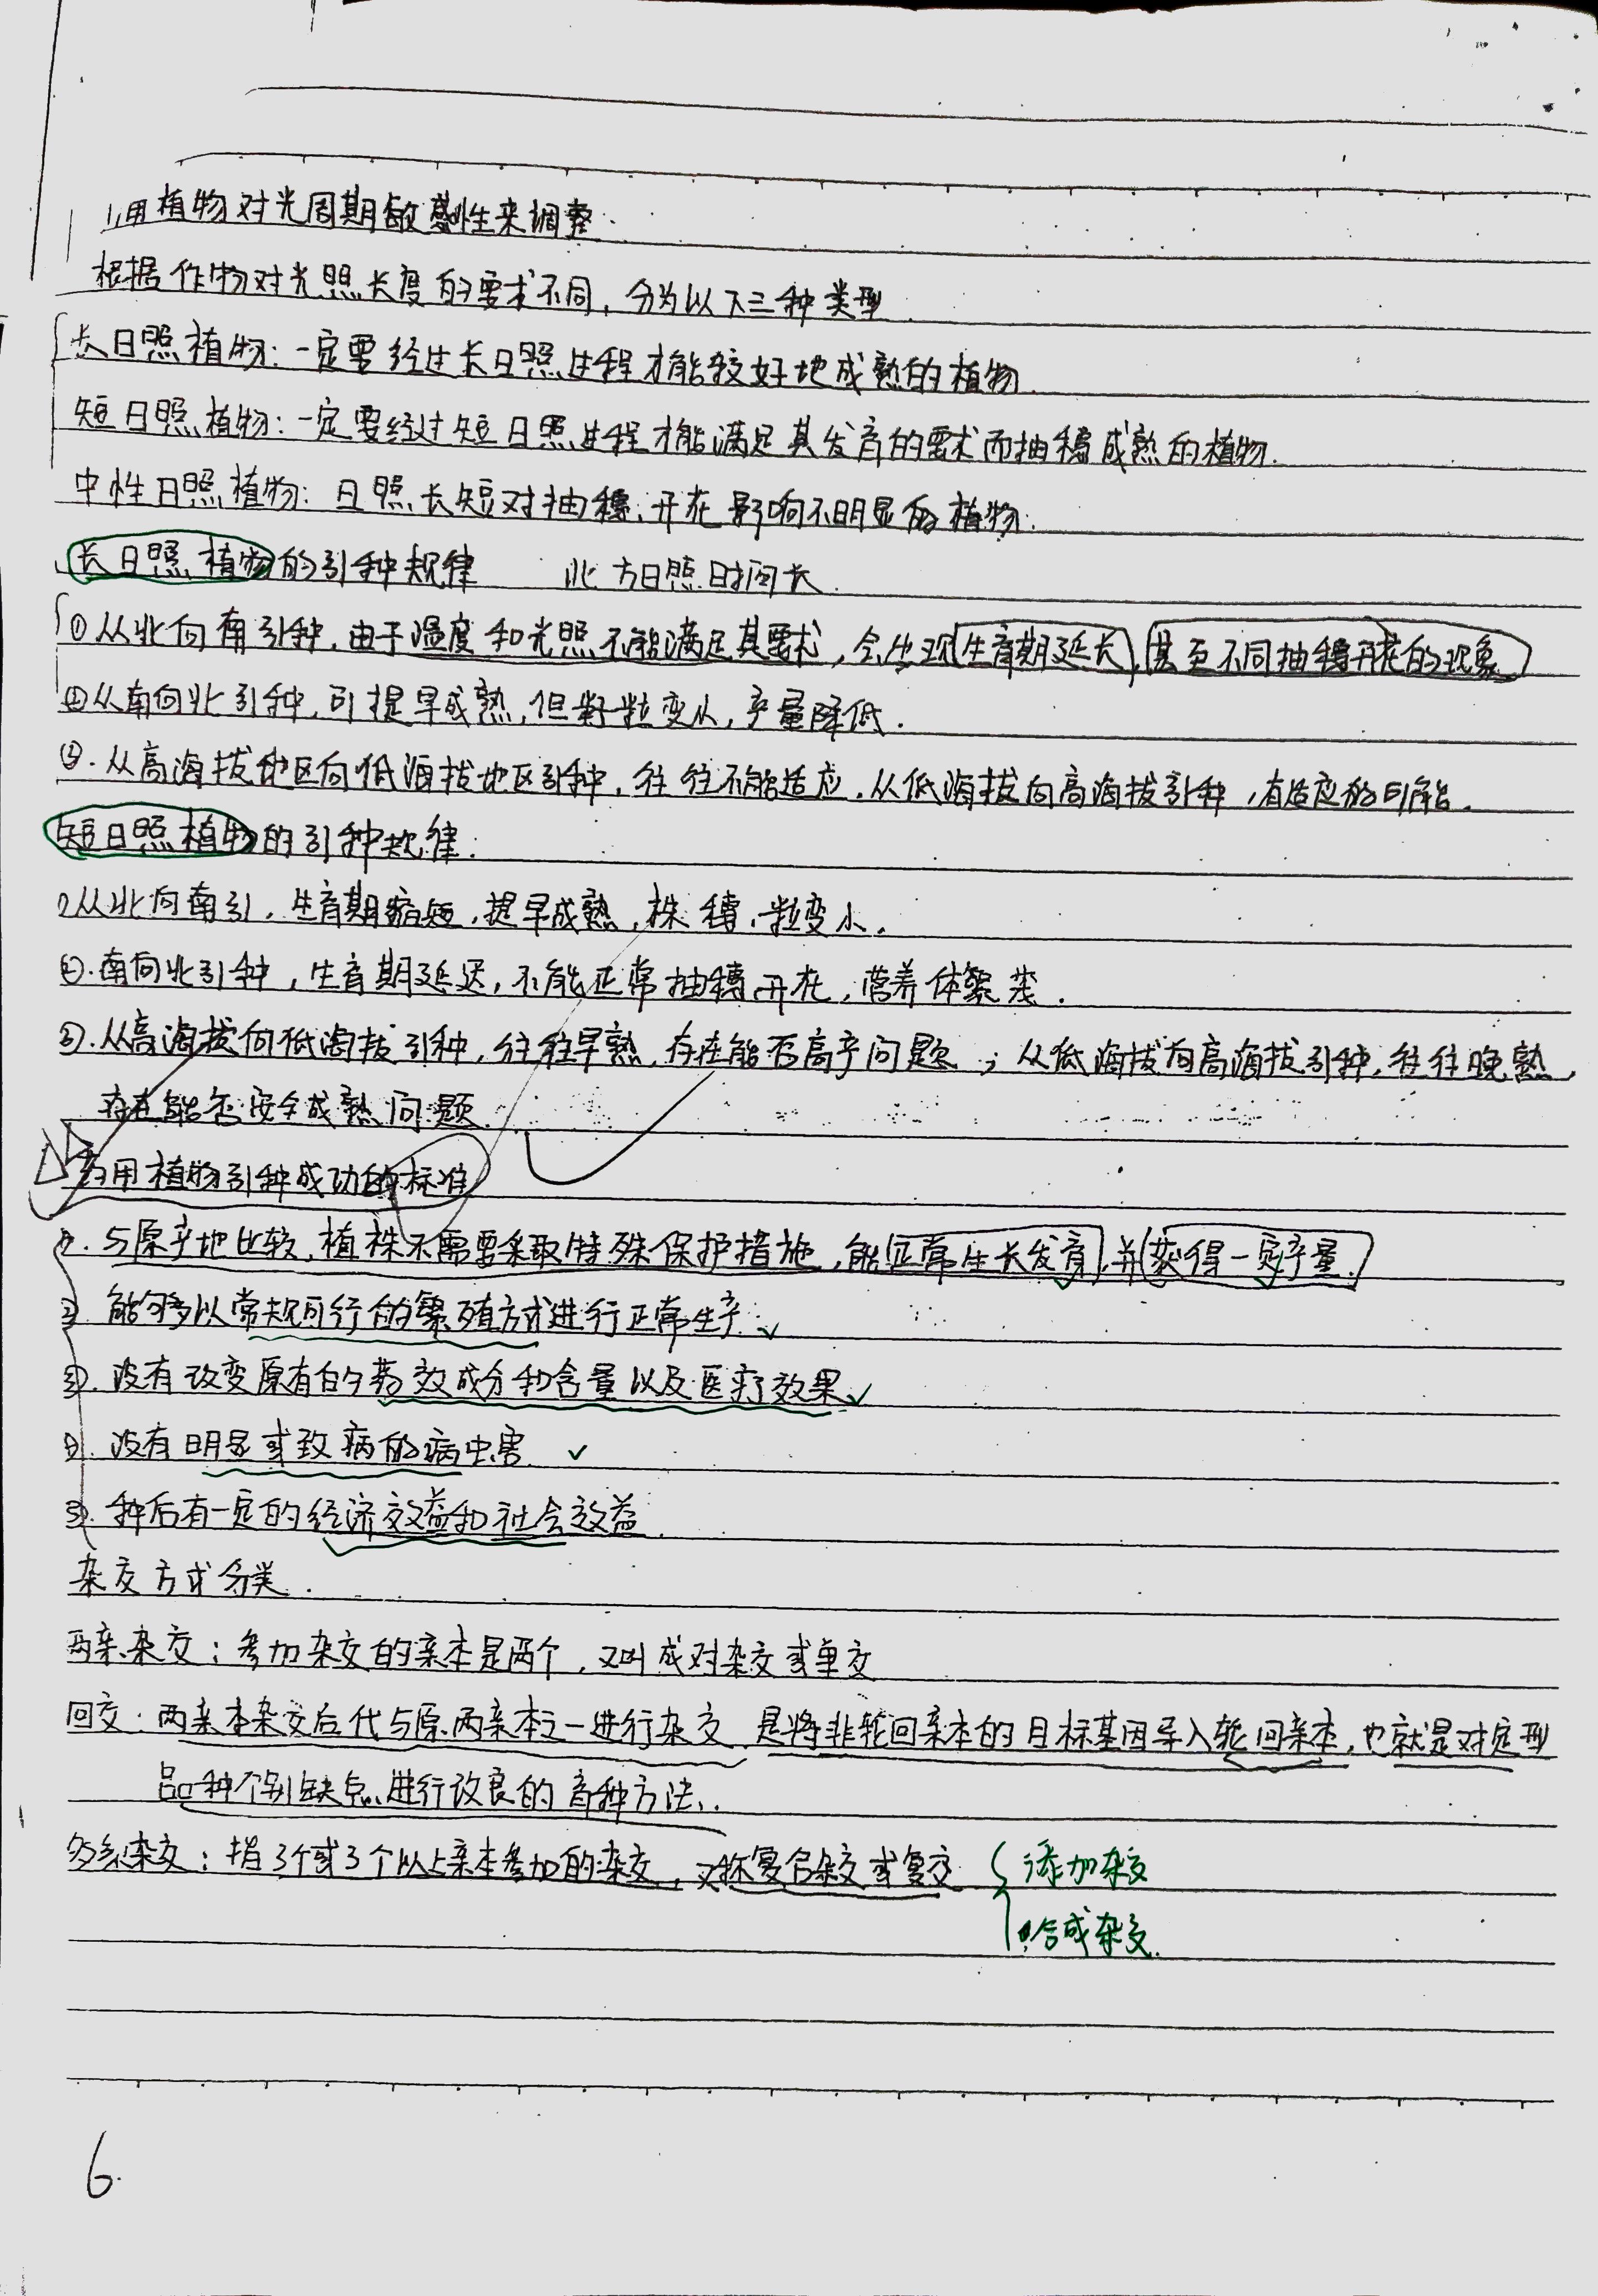 用植物对光周期敏感性来调整.
根据作物对光照长度的要求不同，分为以下三种类型.
长日照植物：一定要经过长日照过程才能较好地成熟的植物.
短日照植物：一定要经过短日照过程才能满足其发育的要求而抽穗成熟的植物.
中性日照植物：日照长短对抽穗、开花影响不明显的植物.
长日照植物的引种规律 北方日照时间长.
①从北向南引种，由于温度和光照不能满足其要求，会出现生育期延长，甚至不同抽穗开花的现象
②从南向北引种，可提早成熟，但籽粒变小，产量降低.
③.从高海拔地区向低海拔地区引种，往往不能适应.从低海拔向高海拔引种，有适应的可能.
短日照植物的引种规律.
从北向南引，生育期缩短，提早成熟，株、穗、粒变小.
②.南向北引种，生育期延迟，不能正常抽穗开花，营养体繁茂.
③.从高海拔向低海拔引种，往往早熟，存在能否高产问题；从低海拔向高海拔引种，往往晚熟，
存在能否安全成熟问题.
药用植物引种成功的标准
①.与原产地比较，植株不需要采取特殊保护措施，能正常生长发育，并获得一定产量.
②.能够以常规可行的繁殖方式进行正常生产.
③.没有改变原有的药效成分和含量以及医疗效果
④.没有明显或致病的病虫害
⑤.种后有一定的经济效益和社会效益.
杂交方式分类.
两亲杂交：参加杂交的亲本是两个，又叫成对杂交或单交
回交：两亲本杂交后代与原两亲本之一进行杂交.是将非轮回亲本的目标基因导入轮回亲本，也就是对定型
品种个别缺点进行改良的育种方法.
多系杂交：指3个或3个以上亲本参加的杂交，又称复合杂交或复交 添加杂交
合成杂交.
6.